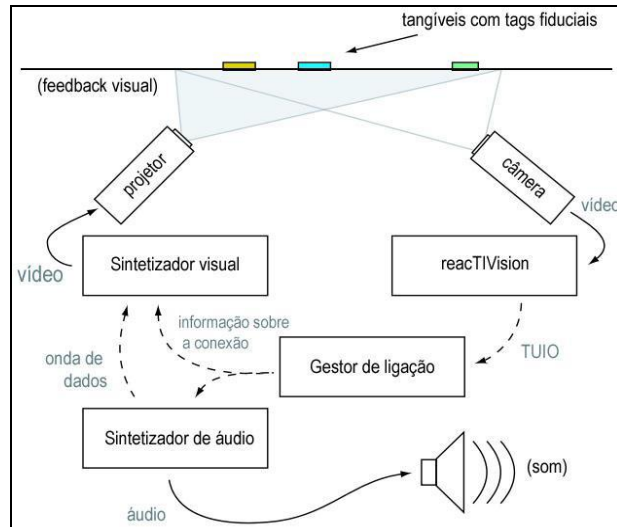 tangíveis com tags fiduciais
(feedback visual)
projetor
câmera
vídeo
vídeo
Sintetizador visual
reacTIVision
informação sobre
a conexão
TUIO
onda de
dados
Gestor de ligação
Sintetizador de áudio
(som)
áudio